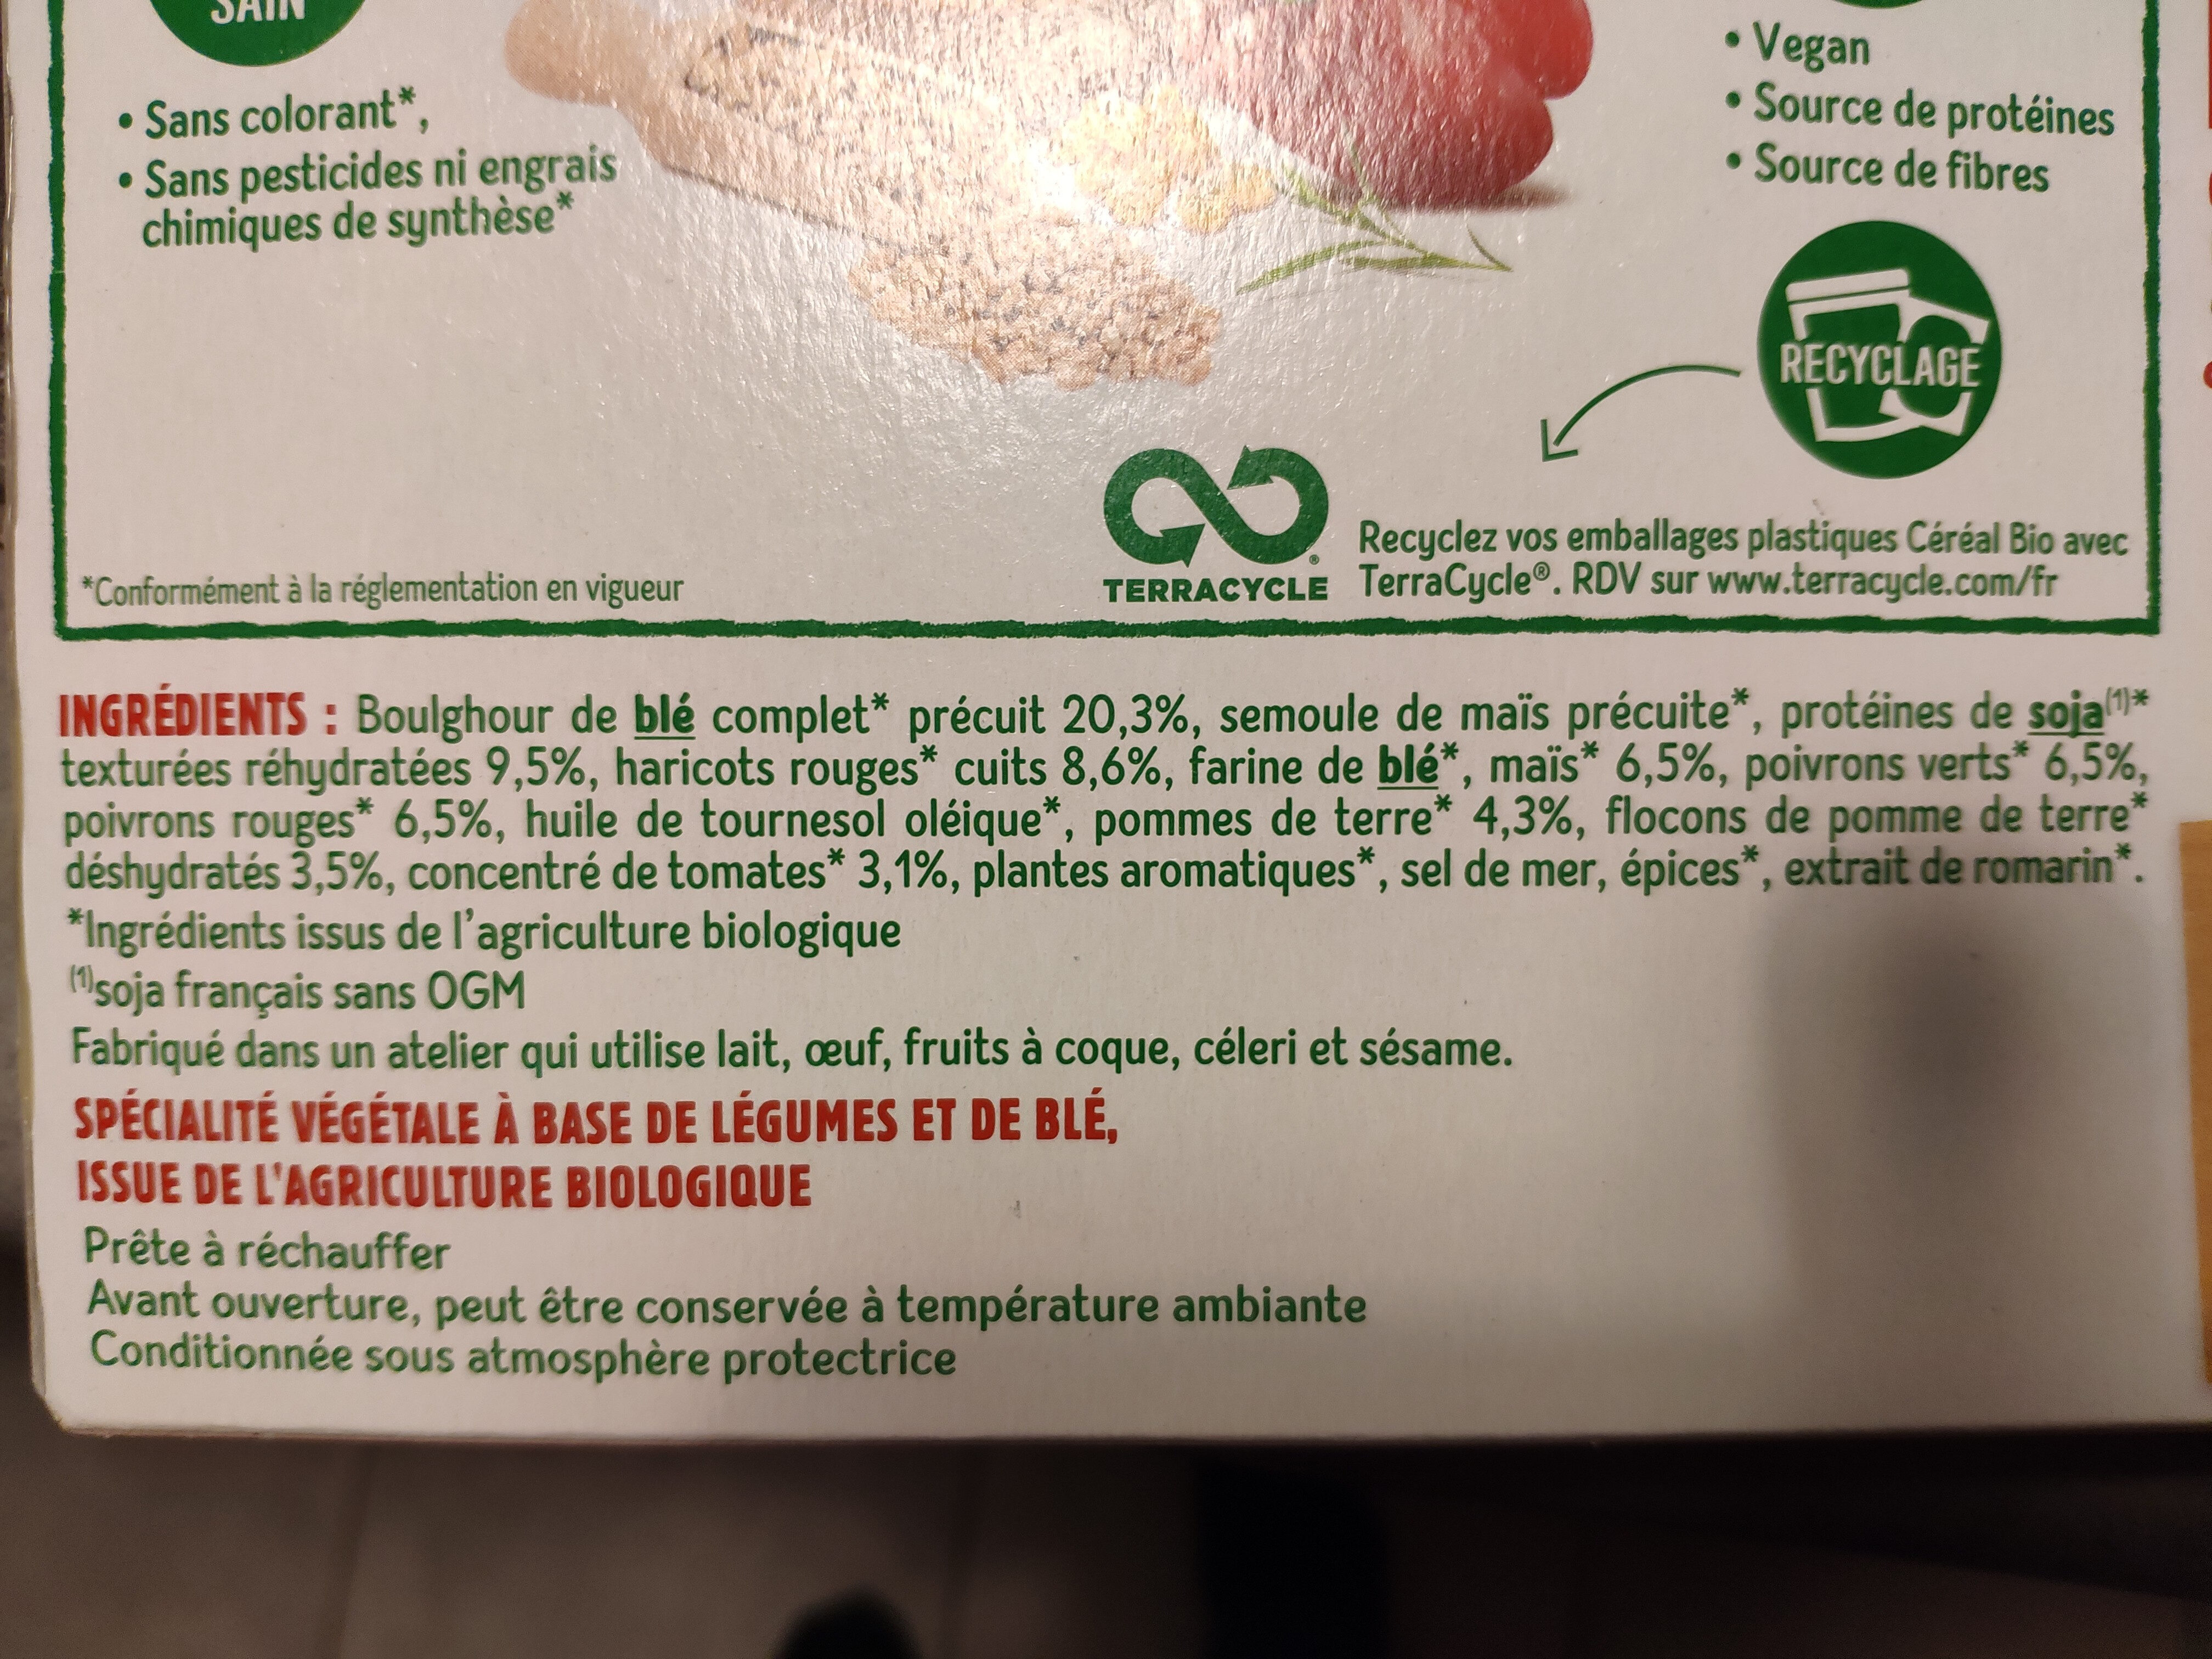 SAIN
• Sans colorant*,
• Sans pesticides ni engrais
chimiques de synthèse*
• Vegan
• Source de protéines
• Source de fibres
RECYCLAGE
TERRACYCLE®
Recyclez vos emballages plastiques Céréal Bio avec
TerraCycle®. RDV sur www.terracycle.com/fr
*Conformément à la réglementation en vigueur
INGRÉDIENTS : Boulghour de blé complet* précuit 20,3%, semoule de maïs précuite*, protéines de soja(1)*
texturées réhydratées 9,5%, haricots rouges* cuits 8,6%, farine de blé*, maïs* 6,5%, poivrons verts* 6,5%,
poivrons rouges* 6,5%, huile de tournesol oléique*, pommes de terre* 4,3%, flocons de pomme de terre*
déshydratés 3,5%, concentré de tomates* 3,1%, plantes aromatiques*, sel de mer, épices*, extrait de romarin*.
*Ingrédients issus de l'agriculture biologique
(1)soja français sans OGM
Fabriqué dans un atelier qui utilise lait, œuf, fruits à coque, céleri et sésame.
SPÉCIALITÉ VÉGÉTALE À BASE DE LÉGUMES ET DE BLÉ,
ISSUE DE L'AGRICULTURE BIOLOGIQUE
Prête à réchauffer
Avant ouverture, peut être conservée à température ambiante
Conditionnée sous atmosphère protectrice